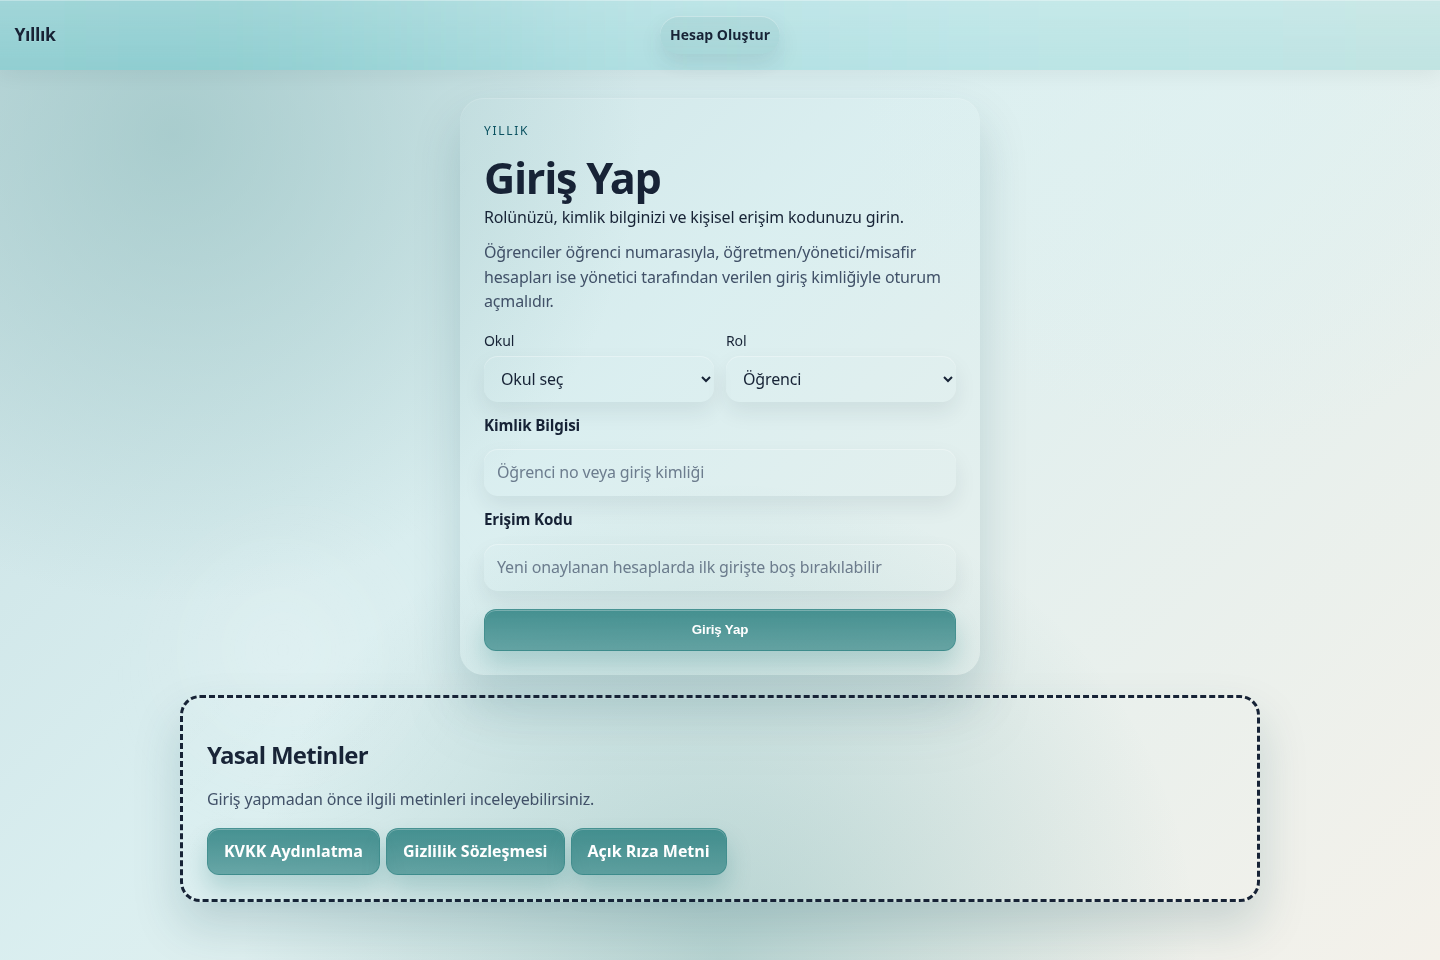 Yıllık
Hesap Oluştur
YILLIK
Giriş Yap
Rolünüzü, kimlik bilginizi ve kişisel erişim kodunuzu girin.
Öğrenciler öğrenci numarasıyla, öğretmen/yönetici/misafir
hesapları ise yönetici tarafından verilen giriş kimliğiyle oturum
açmalıdır.
Okul
Rol
Okul seç
Öğrenci
Kimlik Bilgisi
Öğrenci no veya giriş kimliği
Erişim Kodu
Yeni onaylanan hesaplarda ilk girişte boş bırakılabilir
Giriş Yap
Yasal Metinler
Giriş yapmadan önce ilgili metinleri inceleyebilirsiniz.
KVKK Aydınlatma
Gizlilik Sözleşmesi
Açık Rıza Metni